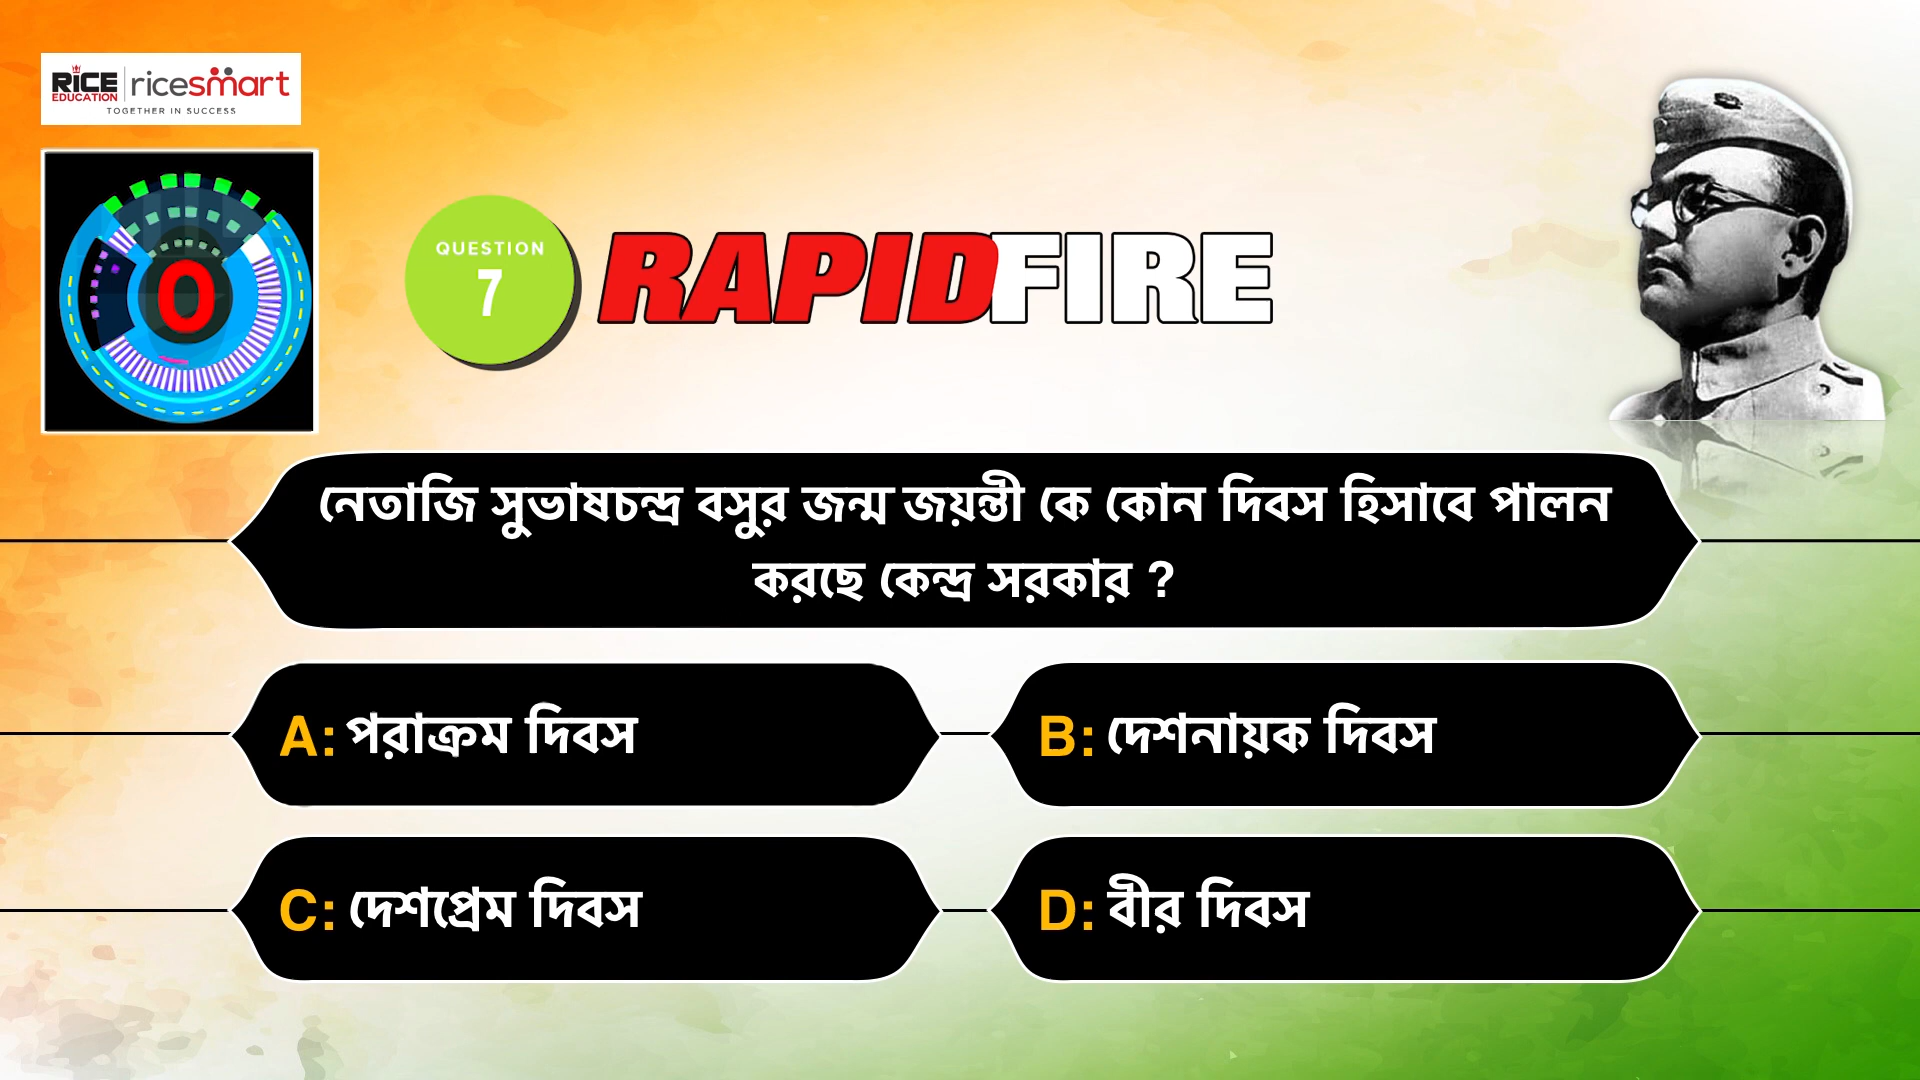 RICE EDUCATION | ricesmart
TOGETHER IN SUCCESS
0
QUESTION
7
RAPIDFIRE
নেতাজি সুভাষচন্দ্র বসুর জন্ম জয়ন্তী কে কোন দিবস হিসাবে পালন
করছে কেন্দ্র সরকার ?
A: পরাক্রম দিবস
B: দেশনায়ক দিবস
C: দেশপ্রেম দিবস
D: বীর দিবস